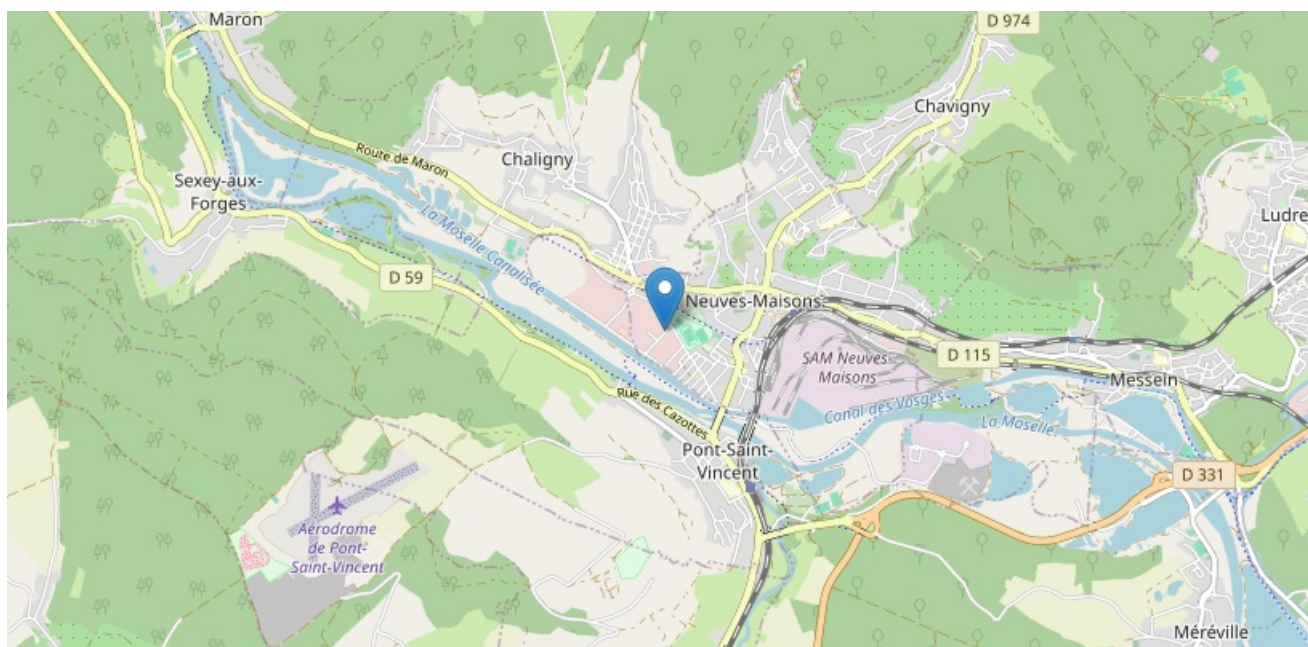 Maron
D 974
Chavigny
Route de Maron
Chaligny
Sexey-aux-
Forges
Ludre
La Moselle Canalisée
D 59
Neuves-Maisons
SAM Neuves
Maisons
D 115
Messein
Rue des Cazottes
Canal des Vosges
La Moselle
Pont-Saint-
Vincent
D 331
Aérodrome
de Pont-
Saint-Vincent
Méréville